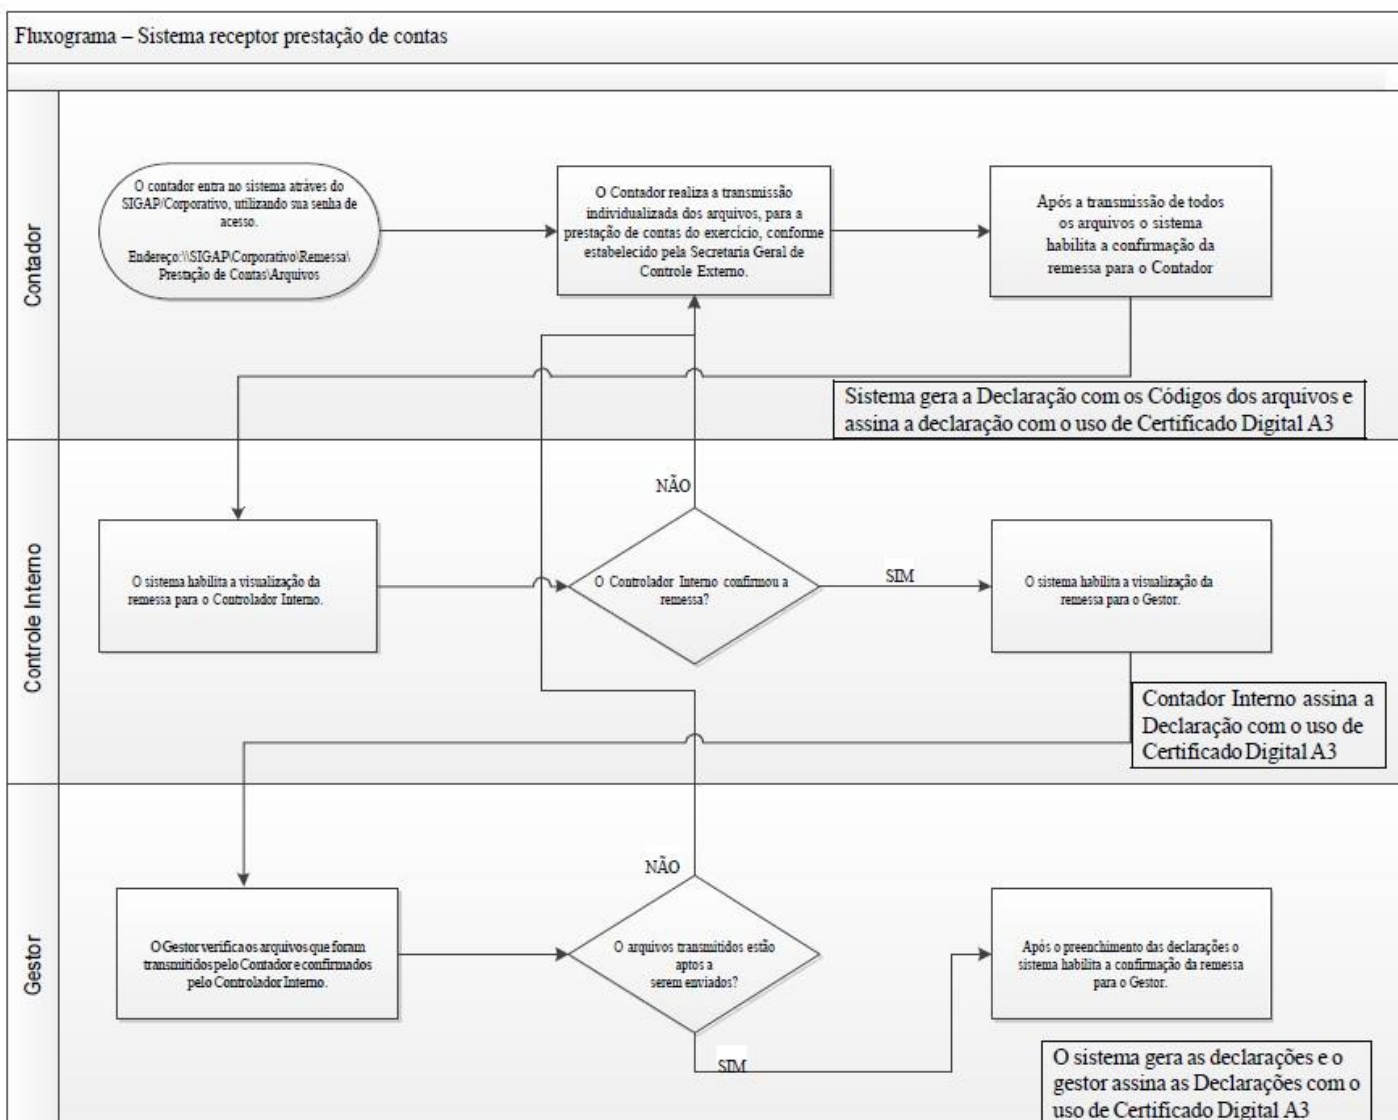 Fluxograma – Sistema receptor prestação de contas
Contador
O contador entra no sistema atráves do
SIGAP/Corporativo, utilizando sua senha de
acesso.
Endereço:\\SIGAP\Corporativo\Remessa\
Prestação de Contas\Arquivos
O Contador realiza a transmissão
individualizada dos arquivos, para a
prestação de contas do exercício, conforme
estabelecido pela Secretaria Geral de
Controle Externo.
Após a transmissão de todos
os arquivos o sistema
habilita a confirmação da
remessa para o Contador
Sistema gera a Declaração com os Códigos dos arquivos e
assina a declaração com o uso de Certificado Digital A3
Controle Interno
O sistema habilita a visualização da
remessa para o Controlador Interno.
NÃO
O Controlador Interno confirmou a
remessa?
SIM
O sistema habilita a visualização da
remessa para o Gestor.
Contador Interno assina a
Declaração com o uso de
Certificado Digital A3
Gestor
O Gestor verifica os arquivos que foram
transmitidos pelo Contador e confirmados
pelo Controlador Interno.
NÃO
O arquivos transmitidos estão
aptos a
serem enviados?
SIM
Após o preenchimento das declarações o
sistema habilita a confirmação da remessa
para o Gestor.
O sistema gera as declarações e o
gestor assina as Declarações com o
uso de Certificado Digital A3